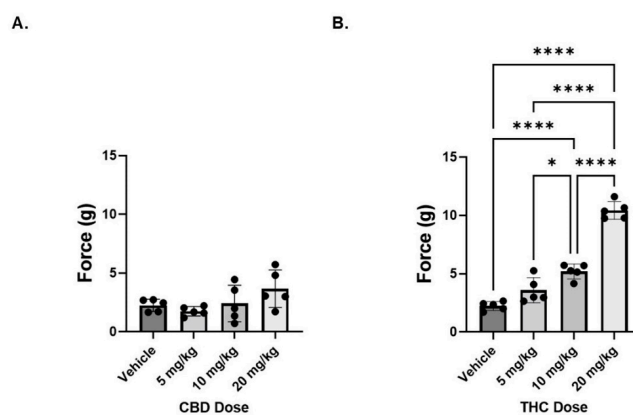 A.
Force (g)
15
10
5
0
Vehicle
5 mg/kg
10 mg/kg
20 mg/kg
CBD Dose
B.
****
****
****
* ****
Force (g)
15
10
5
0
Vehicle
5 mg/kg
10 mg/kg
20 mg/kg
THC Dose